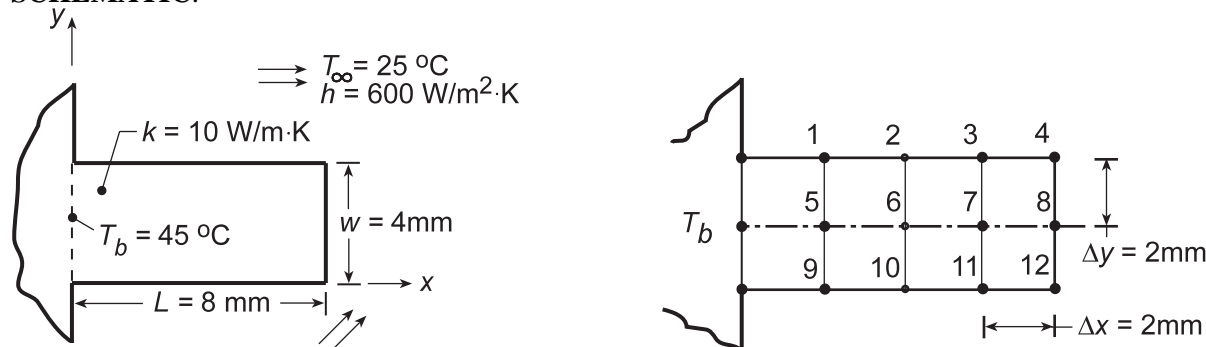 SCHEMATIC:
y
T∞ = 25 °C
h = 600 W/m²·K
k = 10 W/m·K
T_b = 45 °C
w = 4mm
x
L = 8 mm
1 2 3 4
5 6 7 8
T_b
Δy = 2mm
9 10 11 12
Δx = 2mm